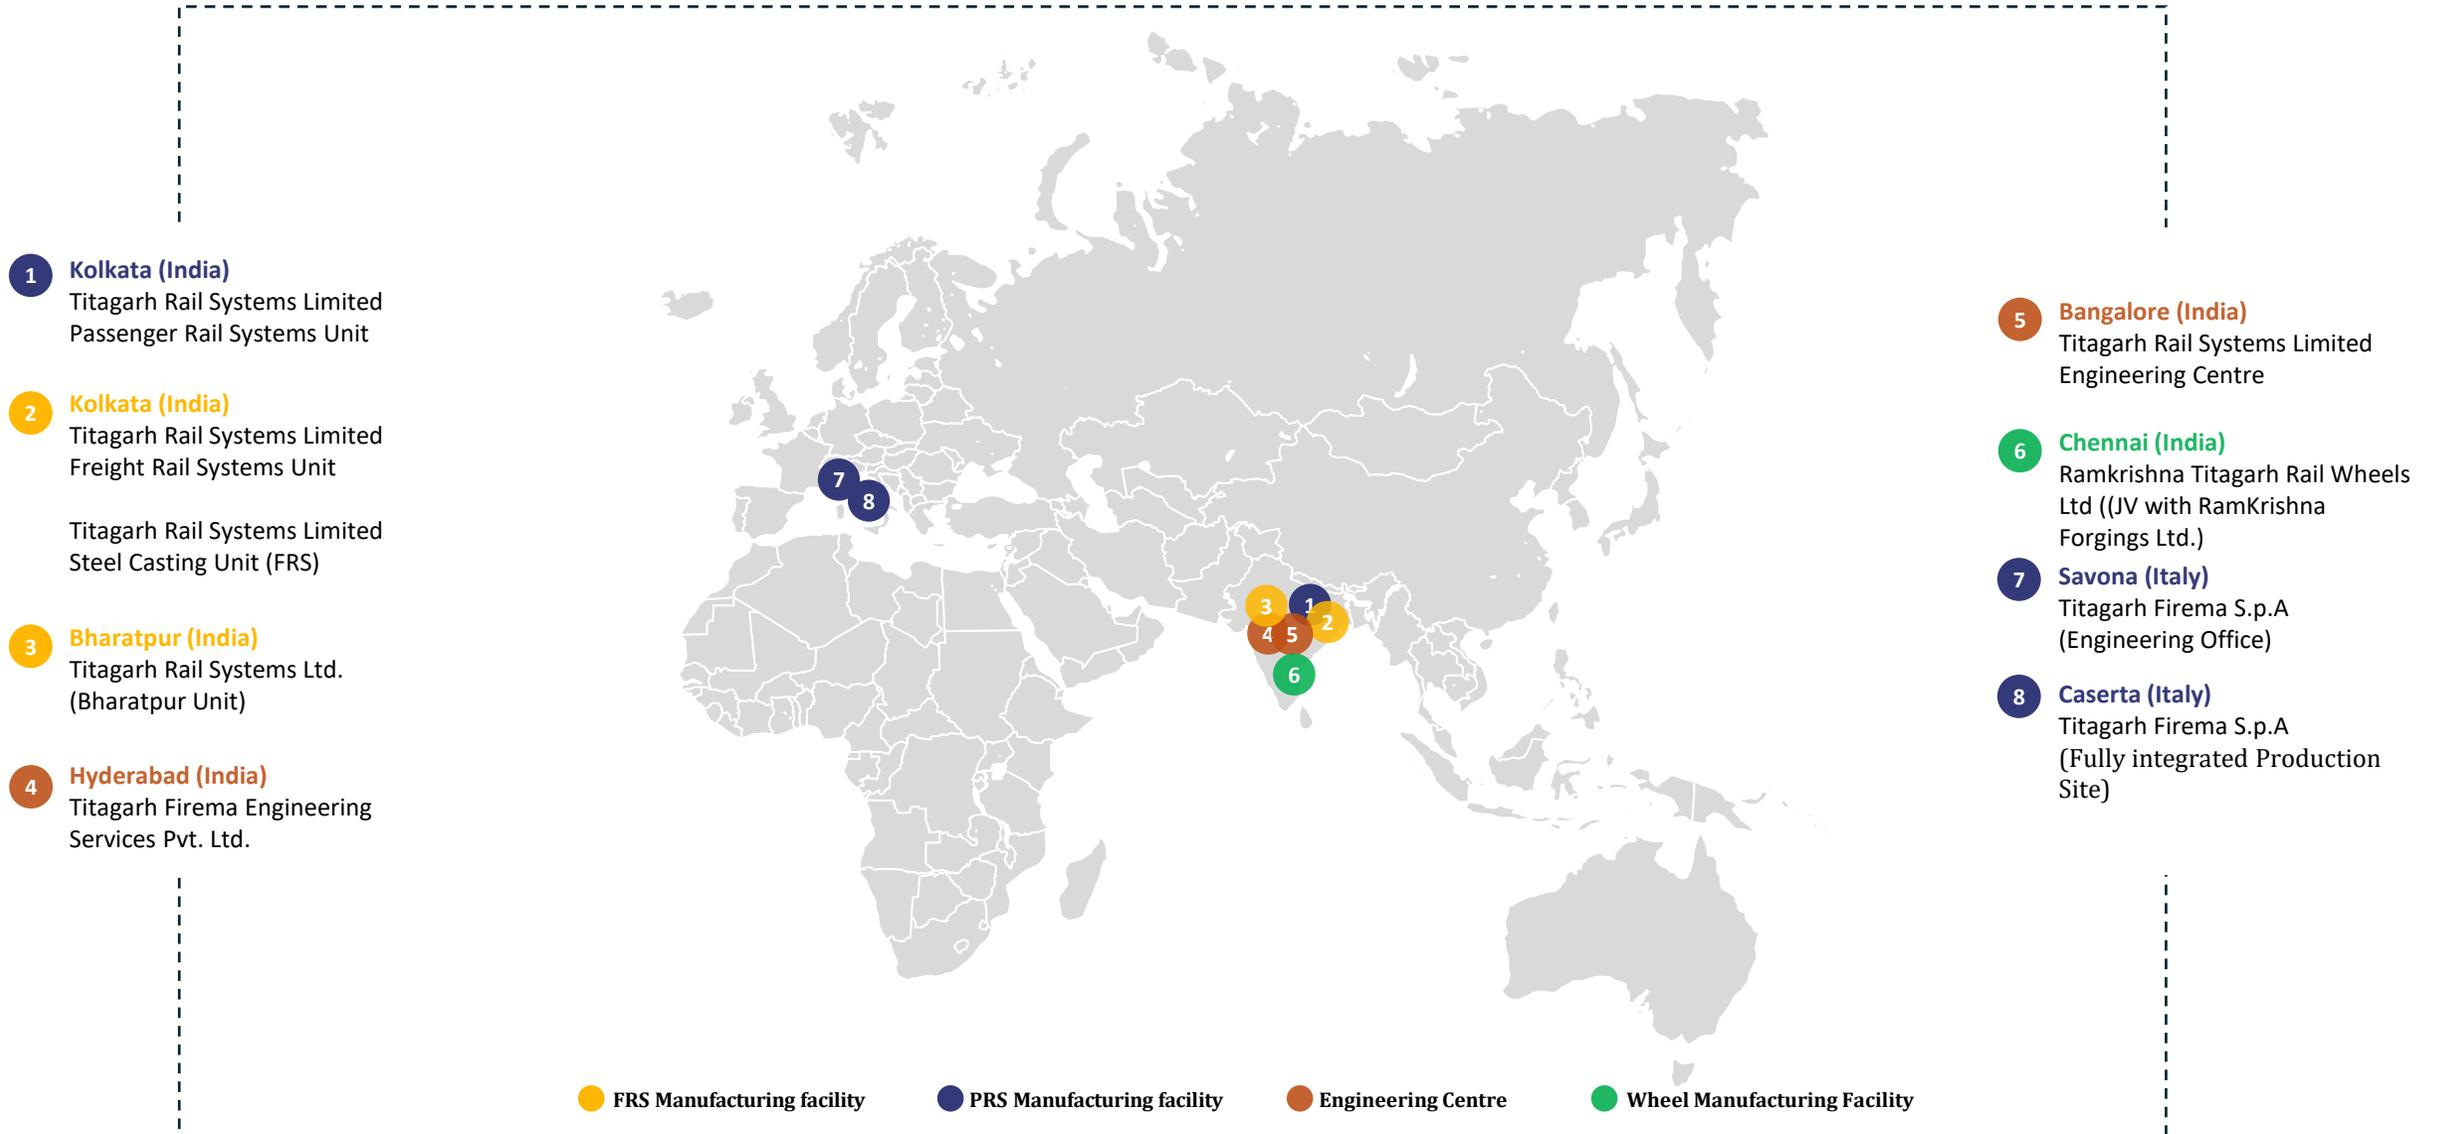 1
Kolkata (India)
Titagarh Rail Systems Limited
Passenger Rail Systems Unit
2
Kolkata (India)
Titagarh Rail Systems Limited
Freight Rail Systems Unit
Titagarh Rail Systems Limited
Steel Casting Unit (FRS)
3
Bharatpur (India)
Titagarh Rail Systems Ltd.
(Bharatpur Unit)
4
Hyderabad (India)
Titagarh Firema Engineering
Services Pvt. Ltd.
7
8
3
1
2
4
5
6
5
Bangalore (India)
Titagarh Rail Systems Limited
Engineering Centre
6
Chennai (India)
Ramkrishna Titagarh Rail Wheels
Ltd ((JV with RamKrishna
Forgings Ltd.)
7
Savona (Italy)
Titagarh Firema S.p.A
(Engineering Office)
8
Caserta (Italy)
Titagarh Firema S.p.A
(Fully integrated Production
Site)
FRS Manufacturing facility
PRS Manufacturing facility
Engineering Centre
Wheel Manufacturing Facility